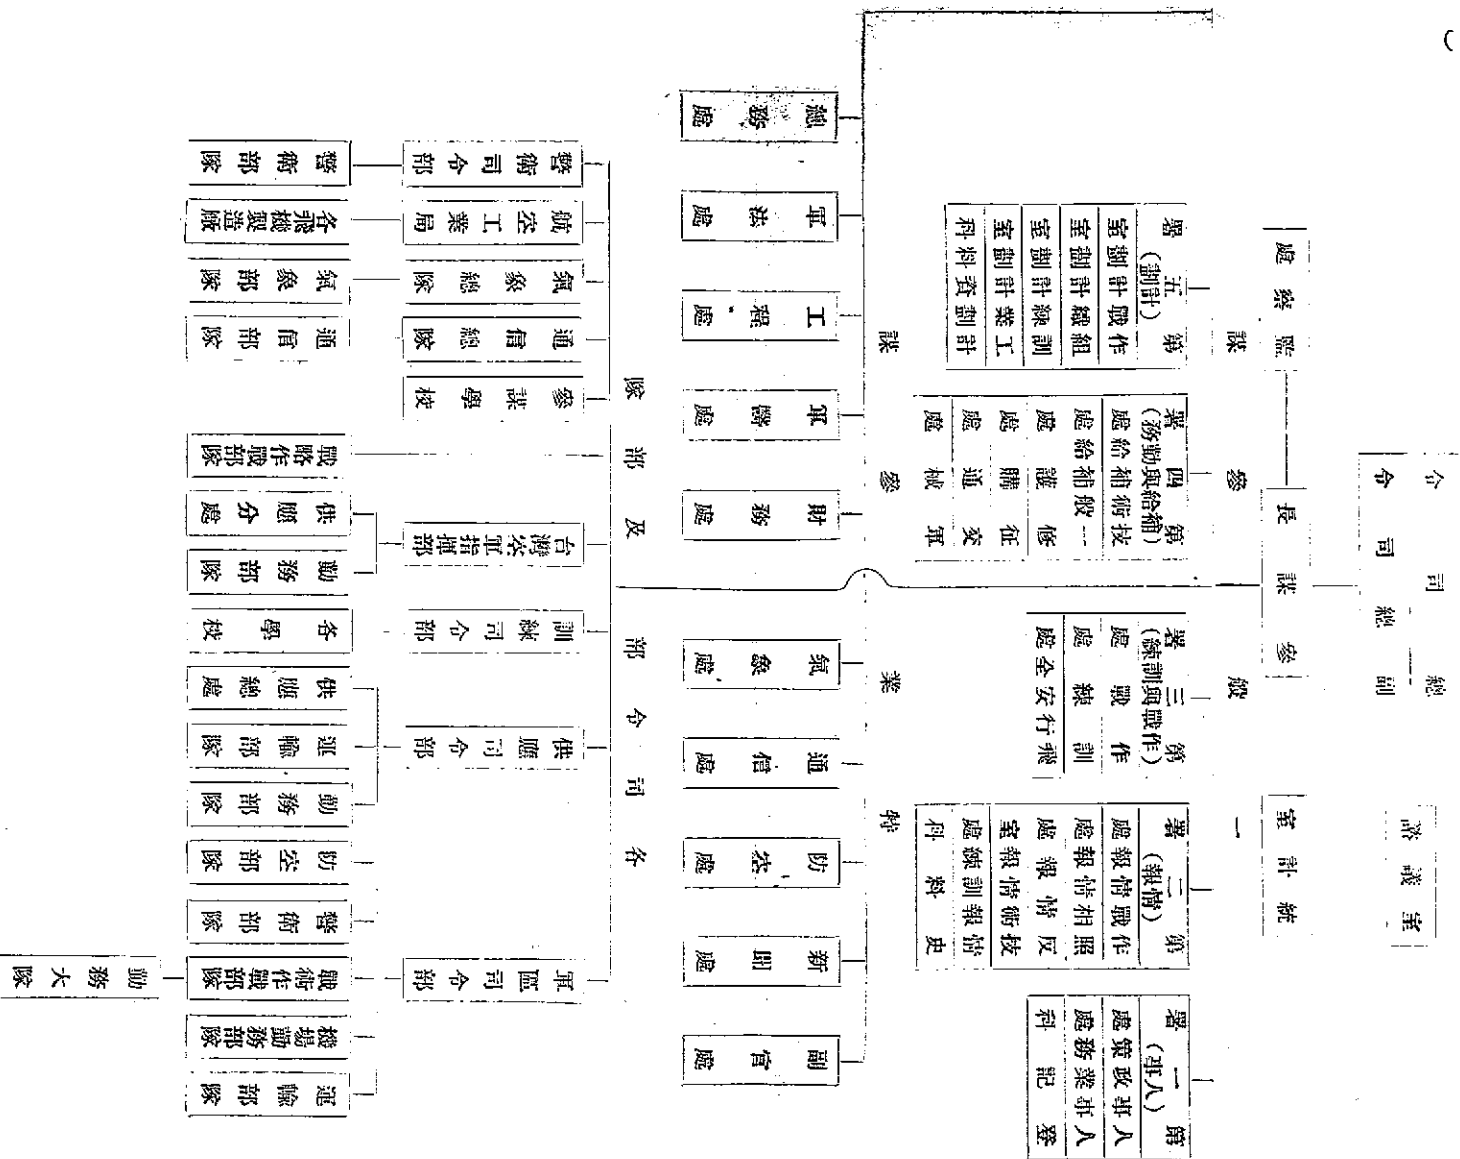 總司令
副總司令
諮議室
參謀長
監察處
統計室
一般參謀
第一署
(人事)
人事政策處
人事業務處
登記科
第二署
(情報)
作戰情報處
照相情報處
反情報處
技術情報室
情報訓練處
史料科
第三署
(作戰與訓練)
作戰處
訓練處
飛行安全處
第四署
(補給與勤務)
技術補給處
一般補給處
修護處
征購處
交通處
軍械處
第五署
(計劃)
作戰計劃室
組織計劃室
訓練計劃室
工業計劃室
計劃資料科
特業參謀
總務處
軍法處
工程處
軍醫處
財務處
氣象處
通信處
防空處
新聞處
副官處
各司令部及部隊
警衛司令部
警衛部隊
航空工業局
各飛機製造廠
氣象總隊
氣象部隊
通信總隊
通信部隊
參謀學校
戰略作戰部隊
台灣空軍指揮部
供應分處
勤務部隊
訓練司令部
各學校
供應司令部
供應總處
運輸部隊
勤務部隊
軍區司令部
防空部隊
警衛部隊
戰術作戰部隊
勤務大隊
機場勤務部隊
運輸部隊